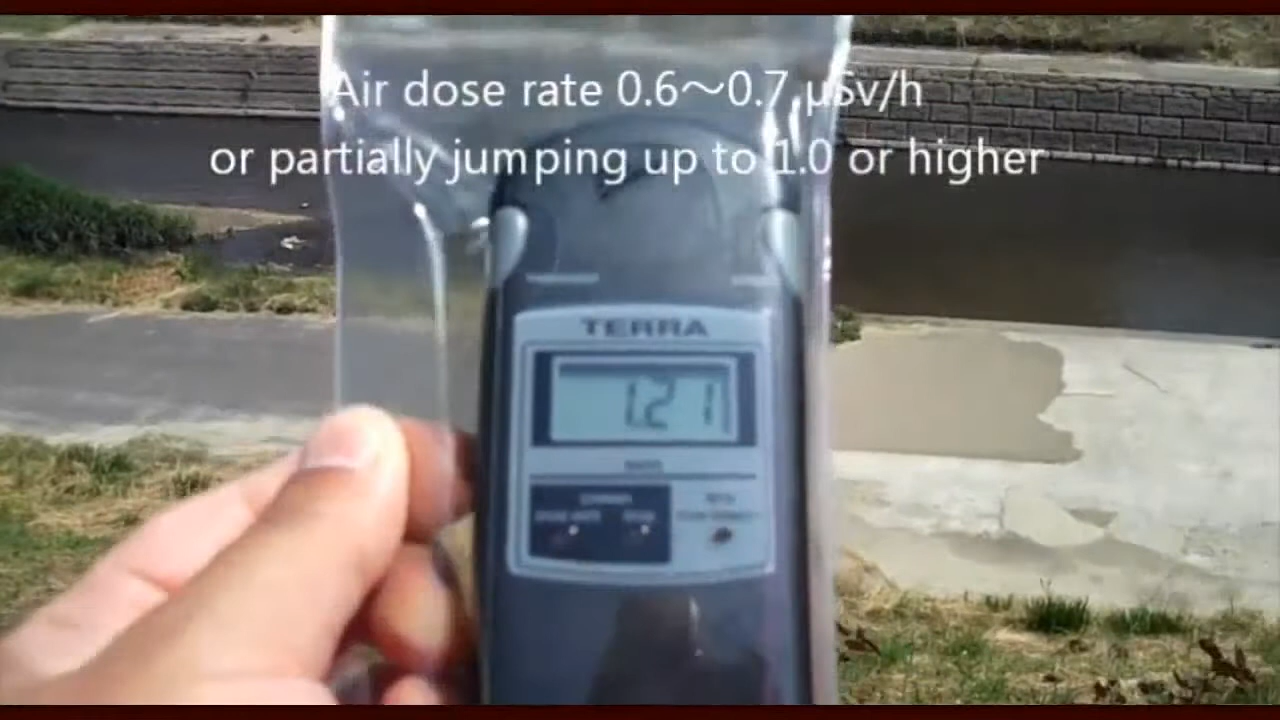 Air dose rate 0.6～0.7 μSv/h
or partially jumping up to 1.0 or higher
TERRA
1.21